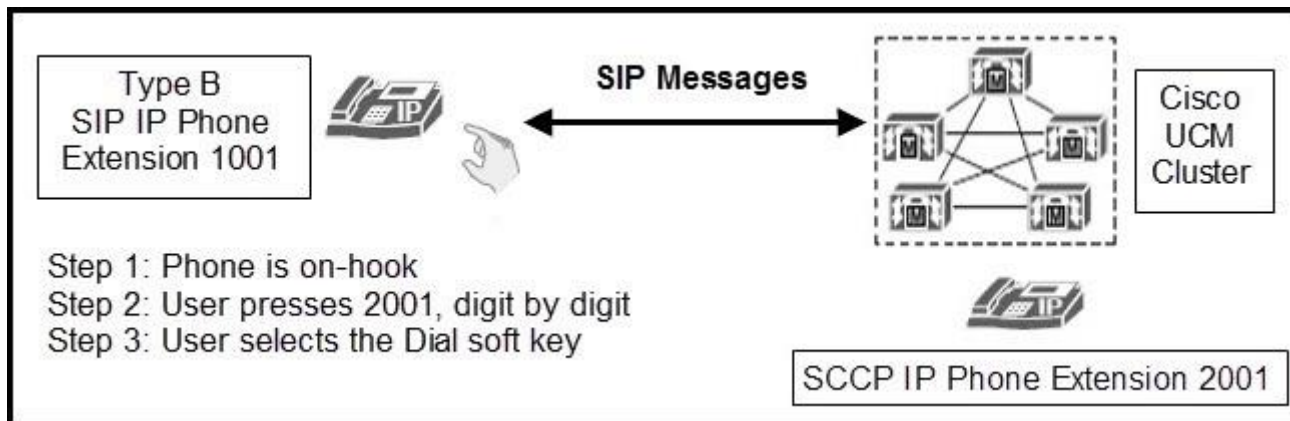 Type B
SIP IP Phone
Extension 1001
IP
SIP Messages
M
M
M
M
M
Cisco
UCM
Cluster
Step 1: Phone is on-hook
Step 2: User presses 2001, digit by digit
Step 3: User selects the Dial soft key
IP
SCCP IP Phone Extension 2001